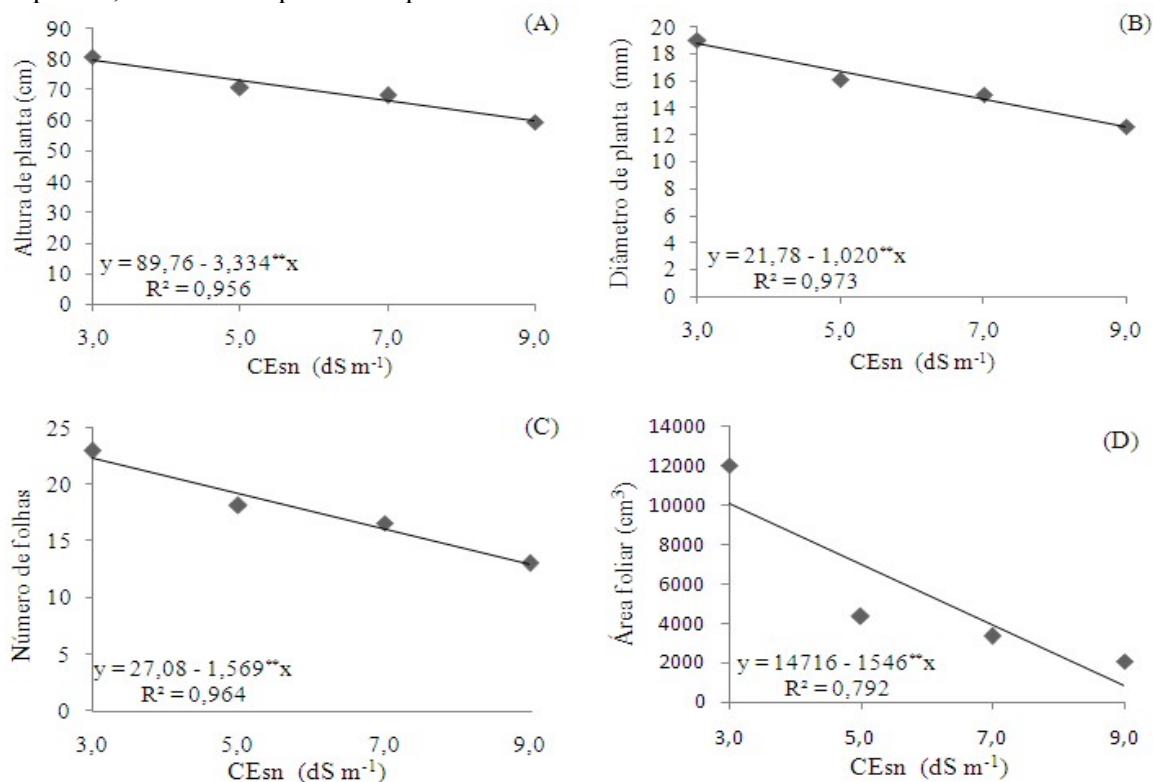 (A)
Altura de planta (cm)
90
80
70
60
50
40
30
20
10
0
y = 89,76 - 3,334**x
R² = 0,956
3,0 5,0 7,0 9,0
CEsn (dS m⁻¹)
(B)
Diâmetro de planta (mm)
20
18
16
14
12
10
8
6
4
2
0
y = 21,78 - 1,020**x
R² = 0,973
3,0 5,0 7,0 9,0
CEsn (dS m⁻¹)
(C)
Número de folhas
25
20
15
10
5
0
y = 27,08 - 1,569**x
R² = 0,964
3,0 5,0 7,0 9,0
CEsn (dS m⁻¹)
(D)
Área foliar (cm³)
14000
12000
10000
8000
6000
4000
2000
0
y = 14716 - 1546**x
R² = 0,792
3,0 5,0 7,0 9,0
CEsn (dS m⁻¹)